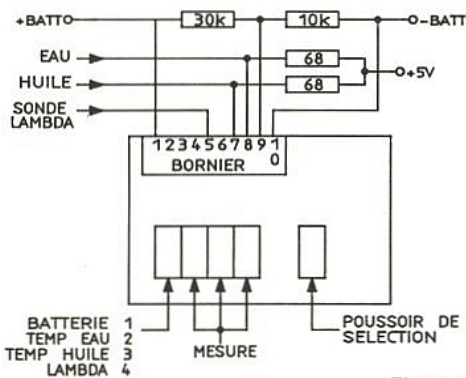 +BATT 30k 10k -BATT
EAU 68
+5V
HUILE 68
SONDE
LAMBDA
1 2 3 4 5 6 7 8 9 1
0
BORNIER
BATTERIE 1
TEMP EAU 2
TEMP HUILE 3
LAMBDA 4
MESURE
POUSSOIR DE
SELECTION